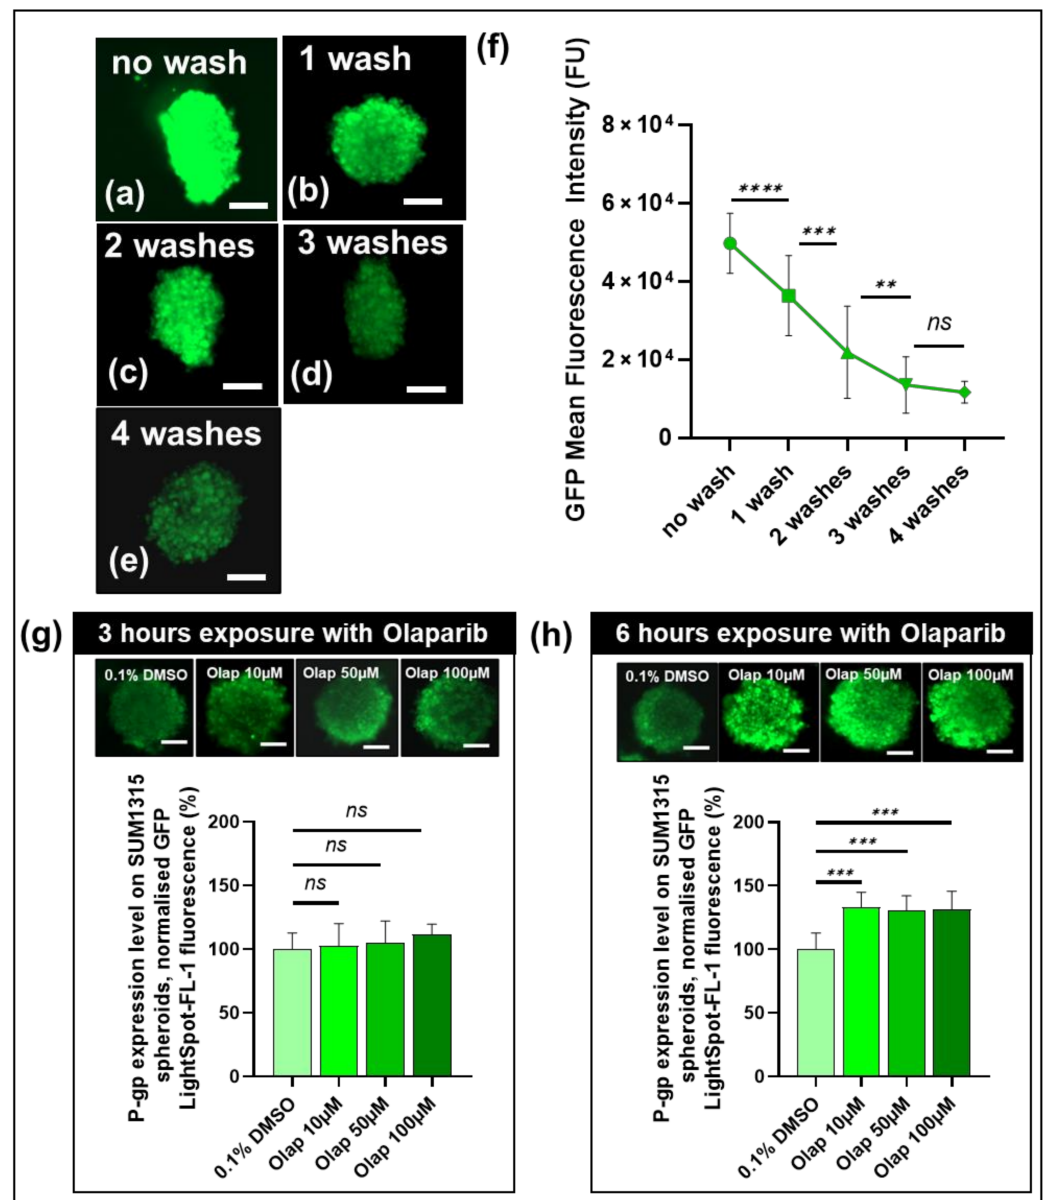 no wash
(a)
1 wash
(b)
2 washes
(c)
3 washes
(d)
4 washes
(e)
(f)
GFP Mean Fluorescence Intensity (FU)
8 × 10⁴
6 × 10⁴
4 × 10⁴
2 × 10⁴
0
****
***
**
ns
no wash
1 wash
2 washes
3 washes
4 washes
(g)
3 hours exposure with Olaparib
0.1% DMSO
Olap 10µM
Olap 50µM
Olap 100µM
P-gp expression level on SUM1315
spheroids, normalised GFP
LightSpot-FL-1 fluorescence (%)
200
150
100
50
0
ns
ns
ns
0.1% DMSO
Olap 10µM
Olap 50µM
Olap 100µM
(h)
6 hours exposure with Olaparib
0.1% DMSO
Olap 10µM
Olap 50µM
Olap 100µM
P-gp expression level on SUM1315
spheroids, normalised GFP
LightSpot-FL-1 fluorescence (%)
200
150
100
50
0
***
***
***
0.1% DMSO
Olap 10µM
Olap 50µM
Olap 100µM